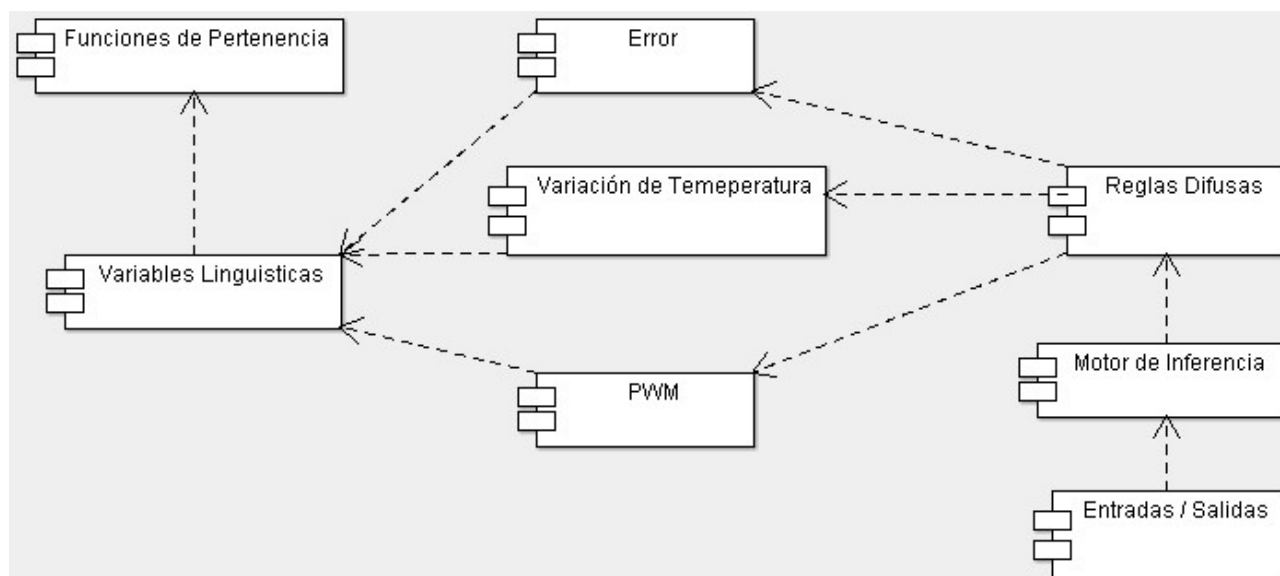 Funciones de Pertenencia
Error
Variación de Temeperatura
Reglas Difusas
Variables Linguisticas
Motor de Inferencia
PWM
Entradas / Salidas